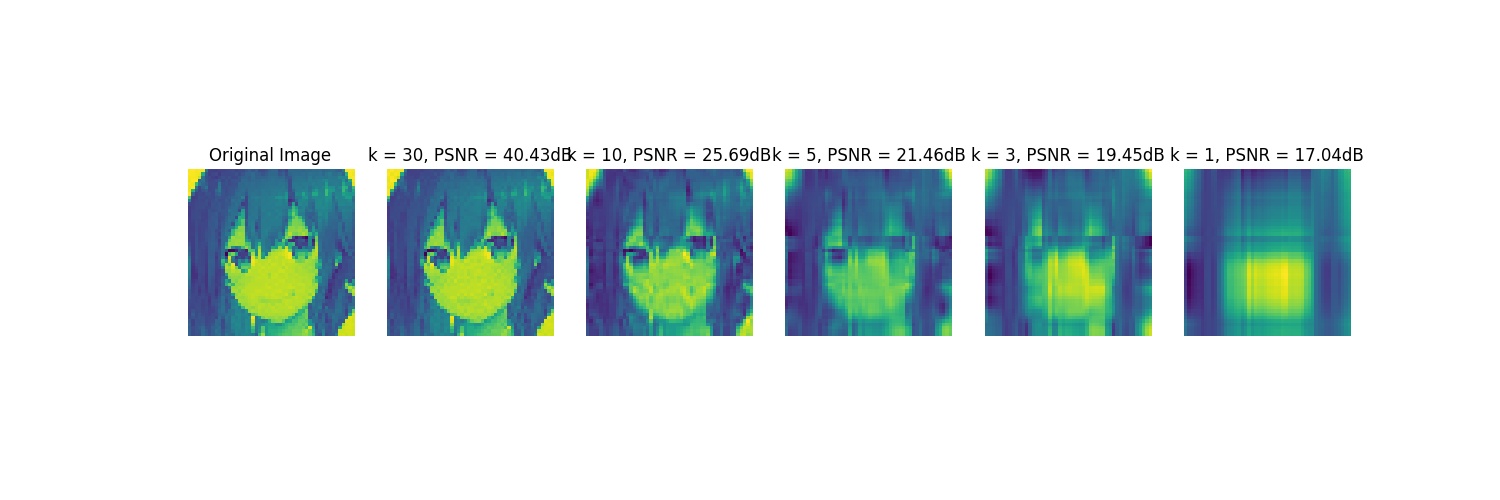 Original Image
k = 30, PSNR = 40.43dB
k = 10, PSNR = 25.69dB
k = 5, PSNR = 21.46dB
k = 3, PSNR = 19.45dB
k = 1, PSNR = 17.04dB